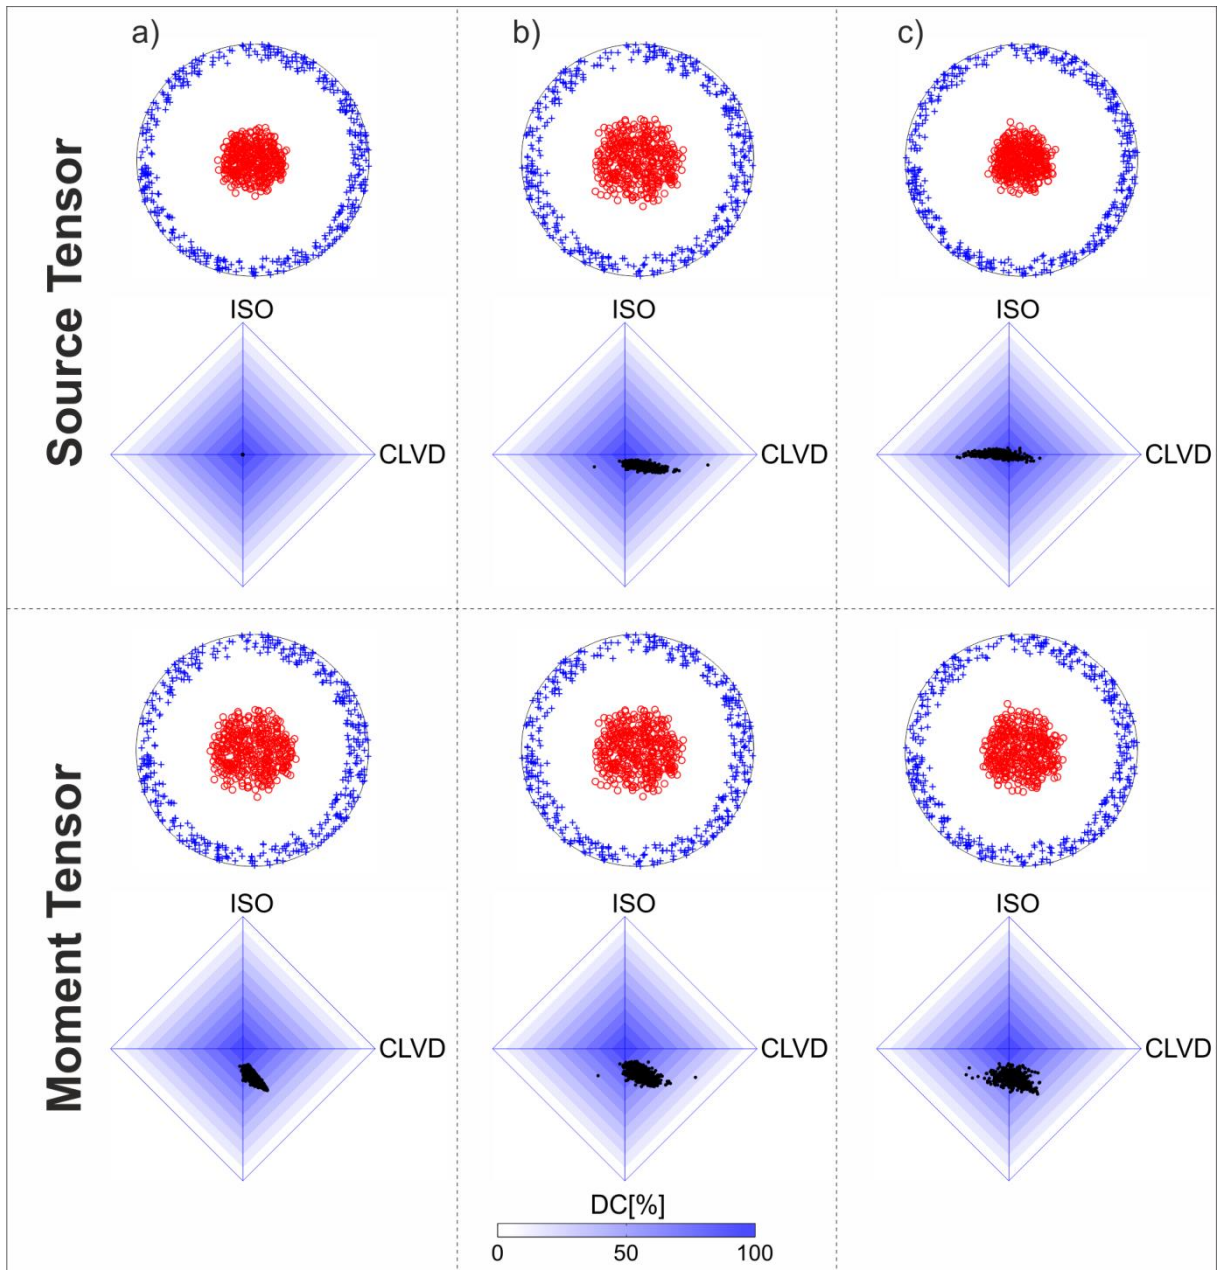 a)
b)
c)
Source Tensor
ISO
ISO
ISO
CLVD
CLVD
CLVD
Moment Tensor
ISO
ISO
ISO
CLVD
CLVD
CLVD
DC[%]
0 50 100